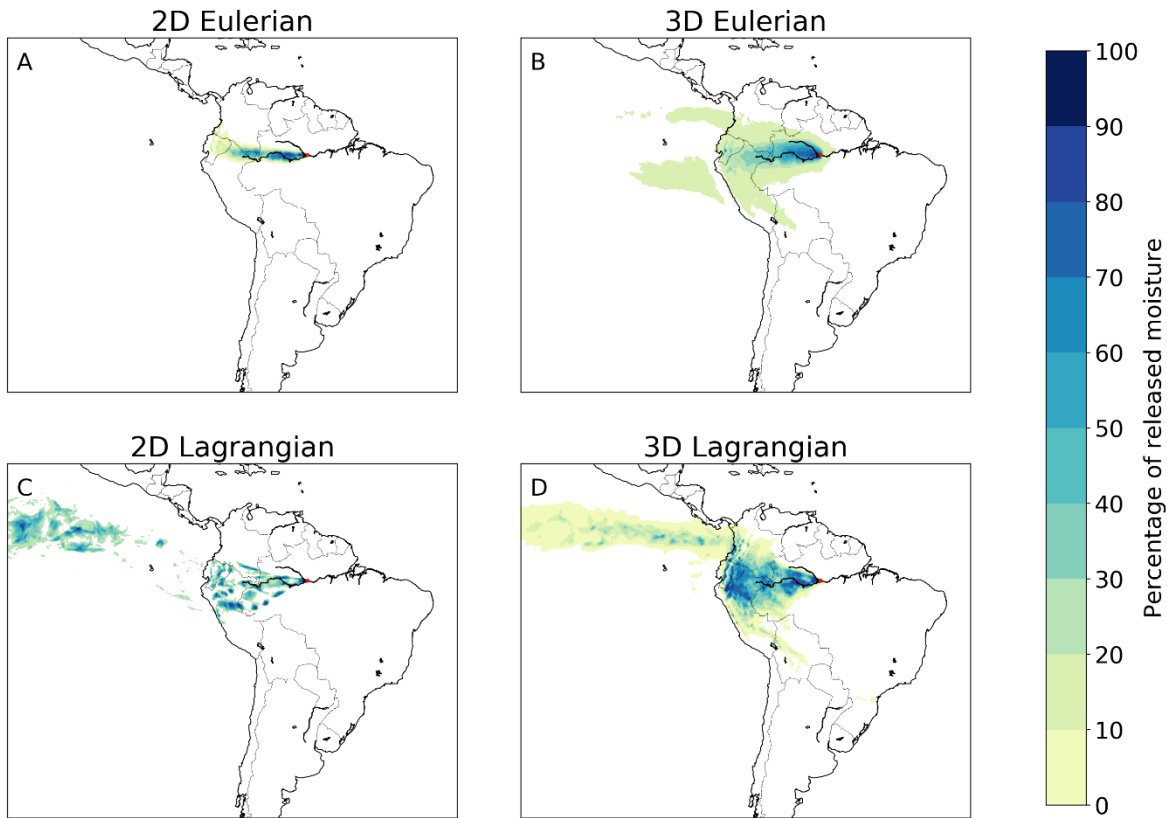 2D Eulerian
3D Eulerian
A
B
2D Lagrangian
3D Lagrangian
C
D
100
90
80
70
60
50
40
30
20
10
0
Percentage of released moisture